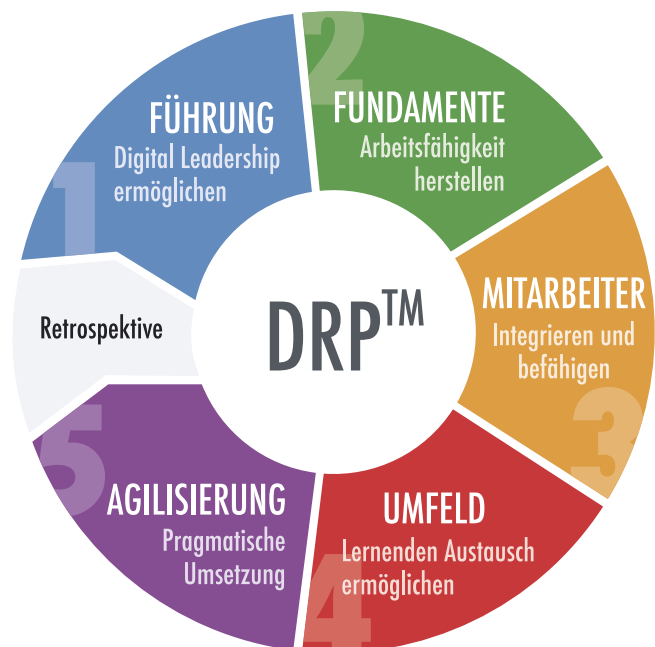 1
FÜHRUNG
Digital Leadership
ermöglichen
2
FUNDAMENTE
Arbeitsfähigkeit
herstellen
MITARBEITER
Integrieren und
befähigen
3
UMFELD
Lernenden Austausch
ermöglichen
4
5
AGILISIERUNG
Pragmatische
Umsetzung
Retrospektive
DRP™